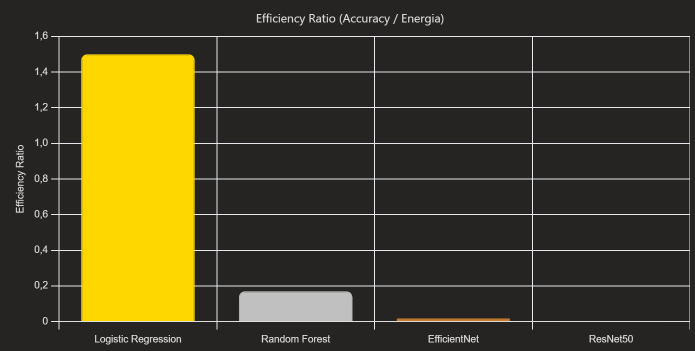 Efficiency Ratio (Accuracy / Energia)
Efficiency Ratio
1,6
1,4
1,2
1,0
0,8
0,6
0,4
0,2
0
Logistic Regression
Random Forest
EfficientNet
ResNet50